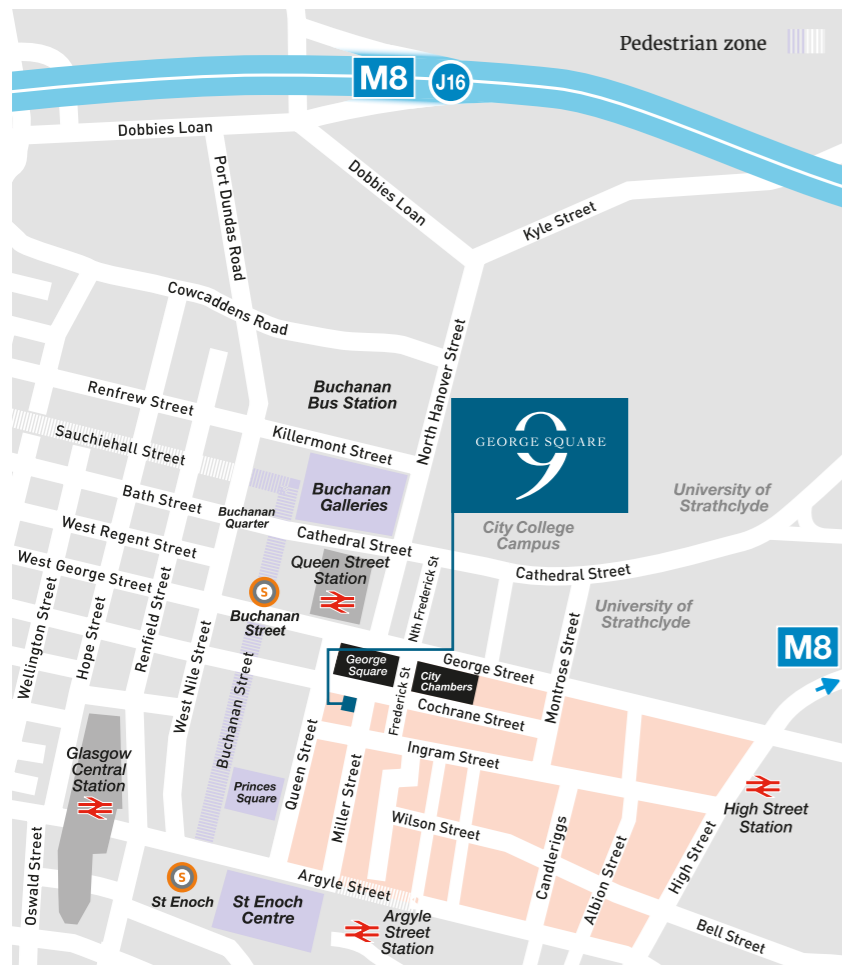 Pedestrian zone
M8
J16
Dobbies Loan
Port Dundas Road
Dobbies Loan
Kyle Street
Cowcaddens Road
North Hanover Street
Buchanan
Bus Station
Renfrew Street
Killermont Street
9
GEORGE SQUARE
Sauchiehall Street
Buchanan
Galleries
University of
Strathclyde
Bath Street
Buchanan
Quarter
City College
Campus
Cathedral Street
West Regent Street
Queen Street
Station
Cathedral Street
West George Street
Nth Frederick St
University of
Strathclyde
S
Buchanan
Street
Wellington Street
Hope Street
Renfield Street
West Nile Street
Buchanan Street
George
Square
City
Chambers
George Street
Montrose Street
M8
Frederick St
Cochrane Street
Ingram Street
Queen Street
Miller Street
Glasgow
Central
Station
Princes
Square
High Street
Station
Wilson Street
Oswald Street
Candleriggs
Albion Street
High Street
S
St Enoch
Argyle Street
St Enoch
Centre
Argyle
Street
Station
Bell Street